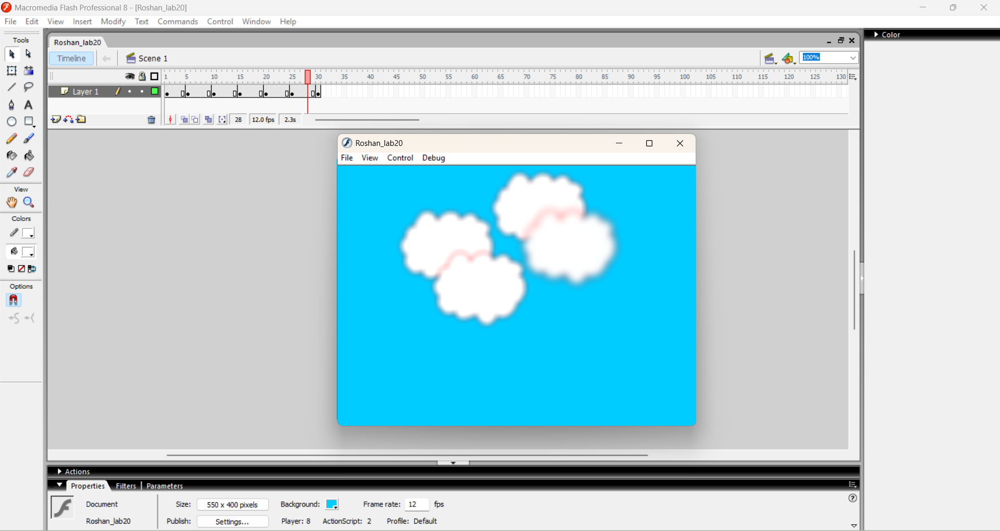 Macromedia Flash Professional 8 - [Roshan_lab20]
File Edit View Insert Modify Text Commands Control Window Help
Tools
View
Colors
Options
Roshan_lab20
Timeline
Scene 1
100%
1 5 10 15 20 25 30 35 40 45 50 55 60 65 70 75 80 85 90 95 100 105 110 115 120 125 130
Layer 1
28 12.0 fps 2.3s
Roshan_lab20
File View Control Debug
Color
Actions
Properties Filters Parameters
Document Size: 550 x 400 pixels Background: Frame rate: 12 fps
Roshan_lab20 Publish: Settings... Player: 8 ActionScript: 2 Profile: Default